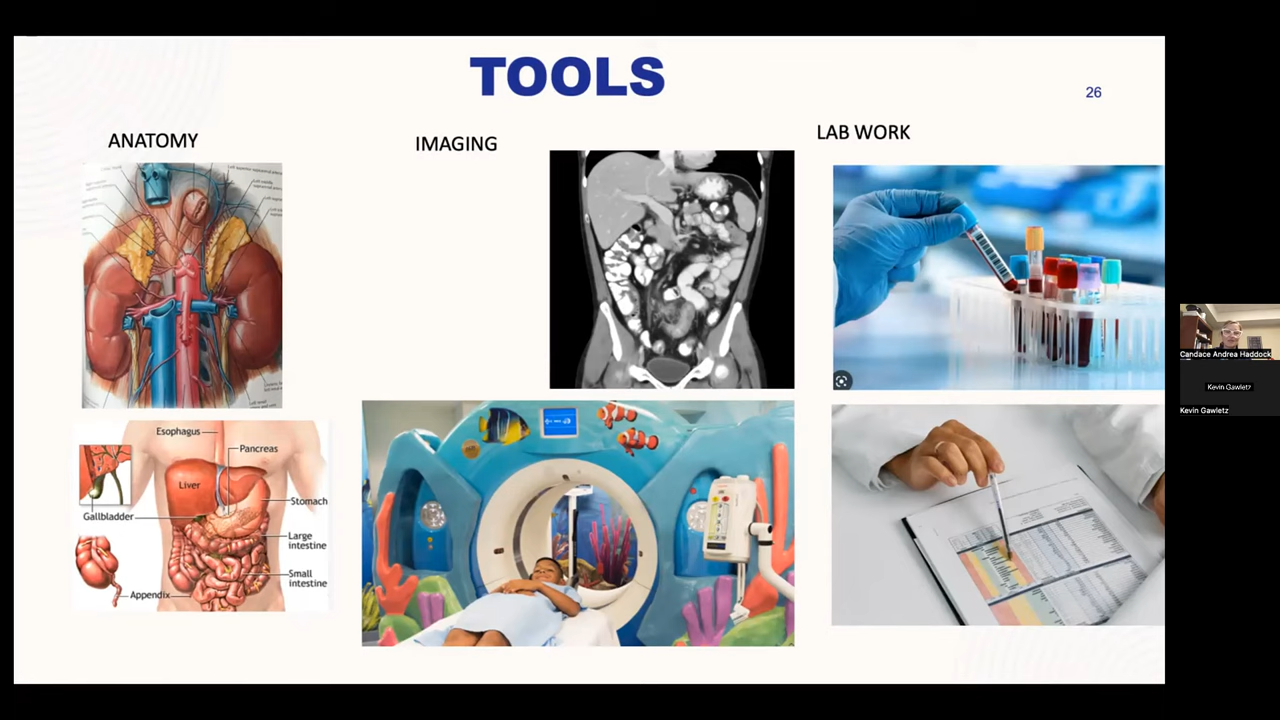 TOOLS
26
ANATOMY
IMAGING
LAB WORK
Esophagus
Pancreas
Liver
Stomach
Gallbladder
Large
intestine
Small
intestine
Appendix
Candace Andrea Haddock
Kevin Gawletz
Kevin Gawletz